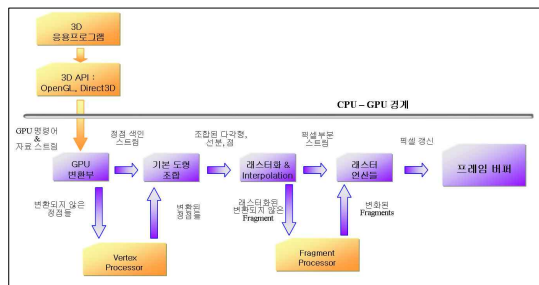 3D
응용프로그램
3D API :
OpenGL, Direct3D
CPU – GPU 경계
GPU 명령어
&
자료 스트림
정점 색인
스트림
조합된 다각형,
선분, 점
픽셀부분
스트림
픽셀 갱신
GPU
변환부
기본 도형
조합
래스터화 &
Interpolation
래스터
연산들
프레임 버퍼
변환되지 않은
정점들
변환된
정점들
래스터화된
변환되지 않은
Fragment
변화된
Fragments
Vertex
Processor
Fragment
Processor